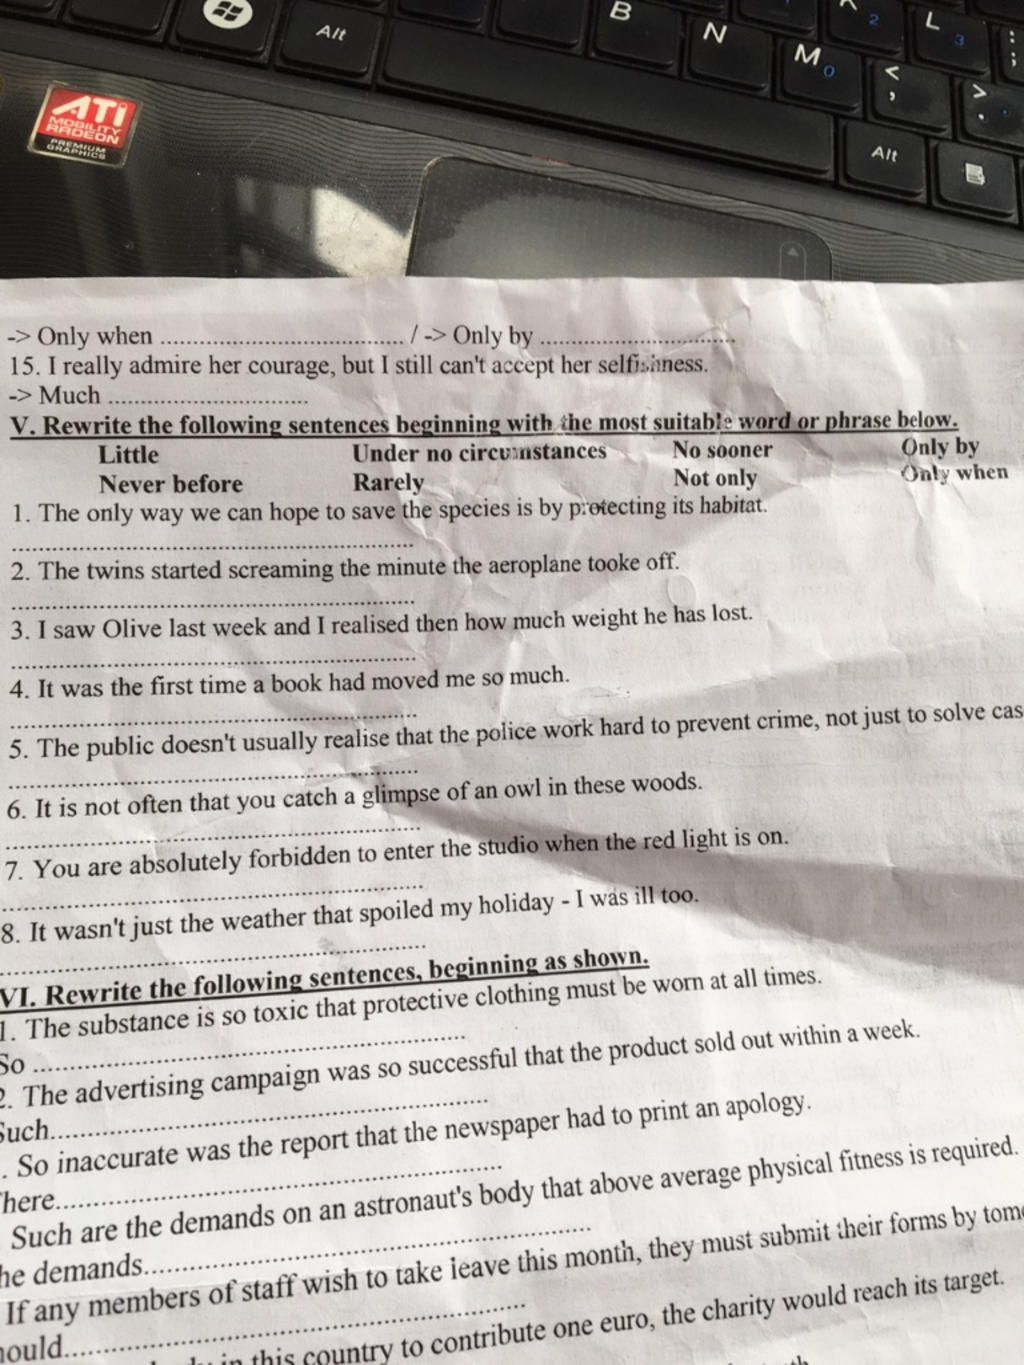 B
N
M
0
K
2
L
3
Alt
<
,
>
.
:
;
Alt
ATI
MOBILITY
RADEON
PREMIUM
GRAPHICS
-> Only when ........................................ / -> Only by ................................
15. I really admire her courage, but I still can't accept her selfishness.
-> Much .................................
V. Rewrite the following sentences beginning with the most suitable word or phrase below.
Little Under no circumstances No sooner Only by
Never before Rarely Not only Only when
1. The only way we can hope to save the species is by protecting its habitat.
..................................................................
2. The twins started screaming the minute the aeroplane tooke off.
..................................................................
3. I saw Olive last week and I realised then how much weight he has lost.
..................................................................
4. It was the first time a book had moved me so much.
..................................................................
5. The public doesn't usually realise that the police work hard to prevent crime, not just to solve cas
..................................................................
6. It is not often that you catch a glimpse of an owl in these woods.
..................................................................
7. You are absolutely forbidden to enter the studio when the red light is on.
..................................................................
8. It wasn't just the weather that spoiled my holiday - I was ill too.
..................................................................
VI. Rewrite the following sentences, beginning as shown.
1. The substance is so toxic that protective clothing must be worn at all times.
So ..................................................................
2. The advertising campaign was so successful that the product sold out within a week.
Such..................................................................
. So inaccurate was the report that the newspaper had to print an apology.
here..................................................................
Such are the demands on an astronaut's body that above average physical fitness is required.
he demands..................................................................
If any members of staff wish to take leave this month, they must submit their forms by tom
ould..................................................................
in this country to contribute one euro, the charity would reach its target.